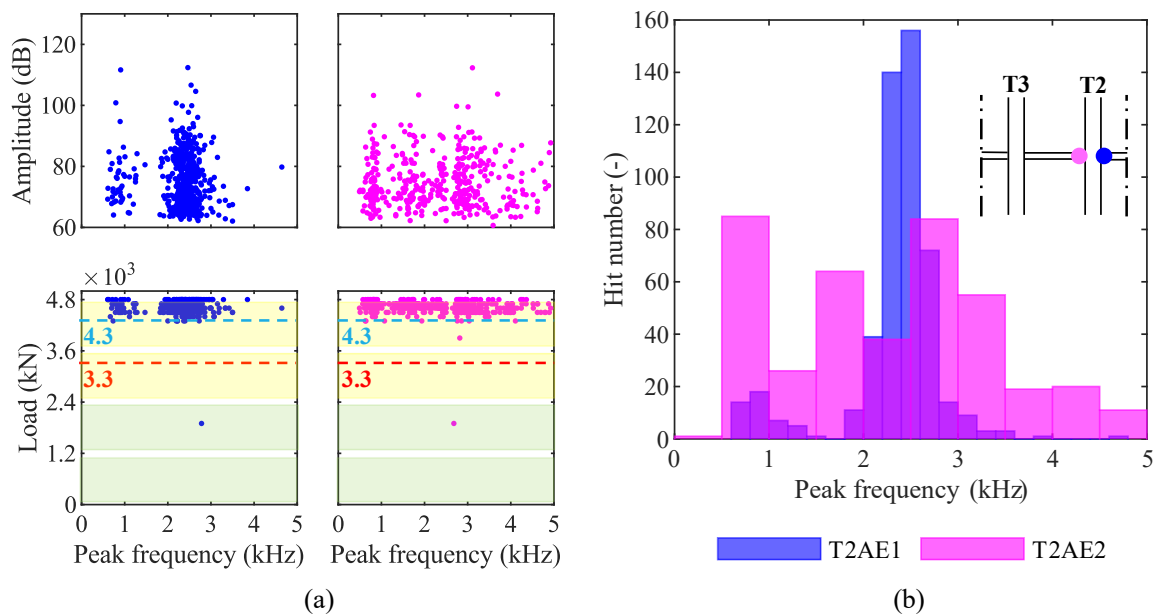 120
100
80
60
Amplitude (dB)
× 10³
4.8
3.6
2.4
1.2
0
Load (kN)
4.3
3.3
4.3
3.3
0 1 2 3 4 5
0 1 2 3 4 5
Peak frequency (kHz)
Peak frequency (kHz)
(a)
160
140
120
100
80
60
40
20
0
Hit number (-)
T3 T2
0 1 2 3 4 5
Peak frequency (kHz)
T2AE1 T2AE2
(b)